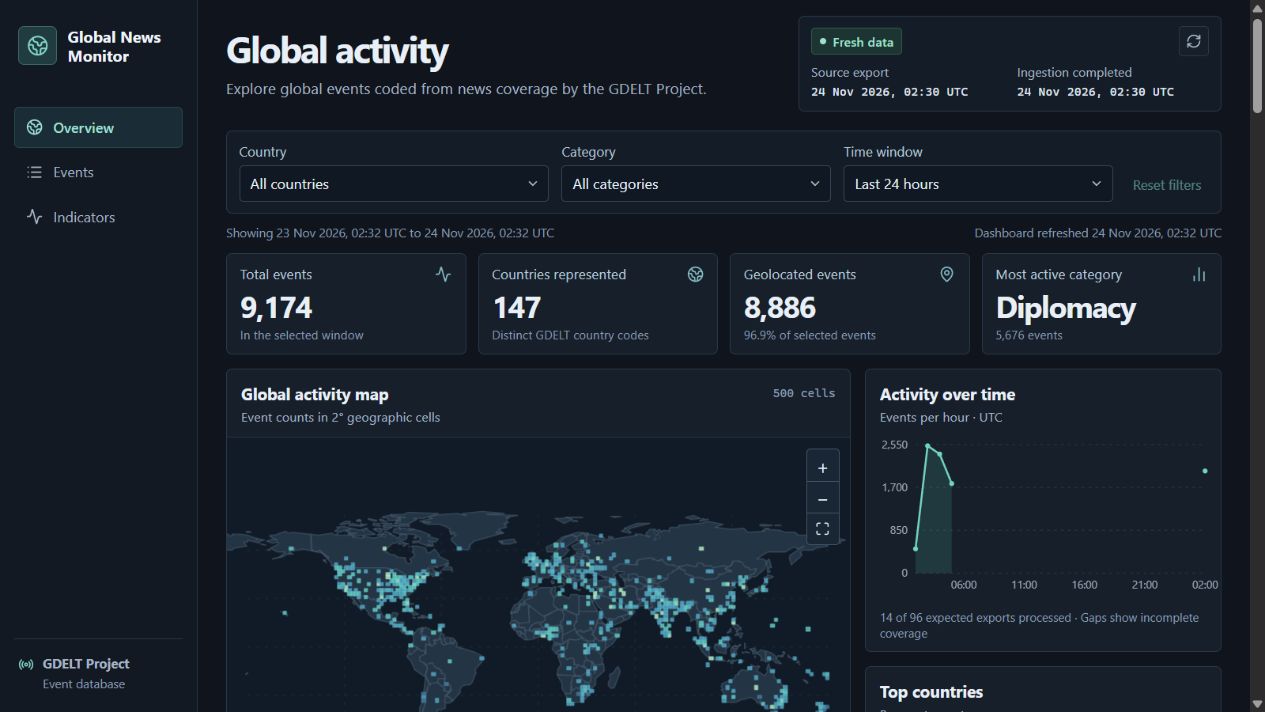 Global News
Monitor
Overview
Events
Indicators
GDELT Project
Event database
Global activity
Explore global events coded from news coverage by the GDELT Project.
Fresh data
Source export
24 Nov 2026, 02:30 UTC
Ingestion completed
24 Nov 2026, 02:30 UTC
Country
All countries
Category
All categories
Time window
Last 24 hours
Reset filters
Showing 23 Nov 2026, 02:32 UTC to 24 Nov 2026, 02:32 UTC
Dashboard refreshed 24 Nov 2026, 02:32 UTC
Total events
9,174
In the selected window
Countries represented
147
Distinct GDELT country codes
Geolocated events
8,886
96.9% of selected events
Most active category
Diplomacy
5,676 events
Global activity map
500 cells
Event counts in 2° geographic cells
+
−
Activity over time
Events per hour · UTC
2,550
1,700
850
0
06:00
11:00
16:00
21:00
02:00
14 of 96 expected exports processed · Gaps show incomplete
coverage
Top countries